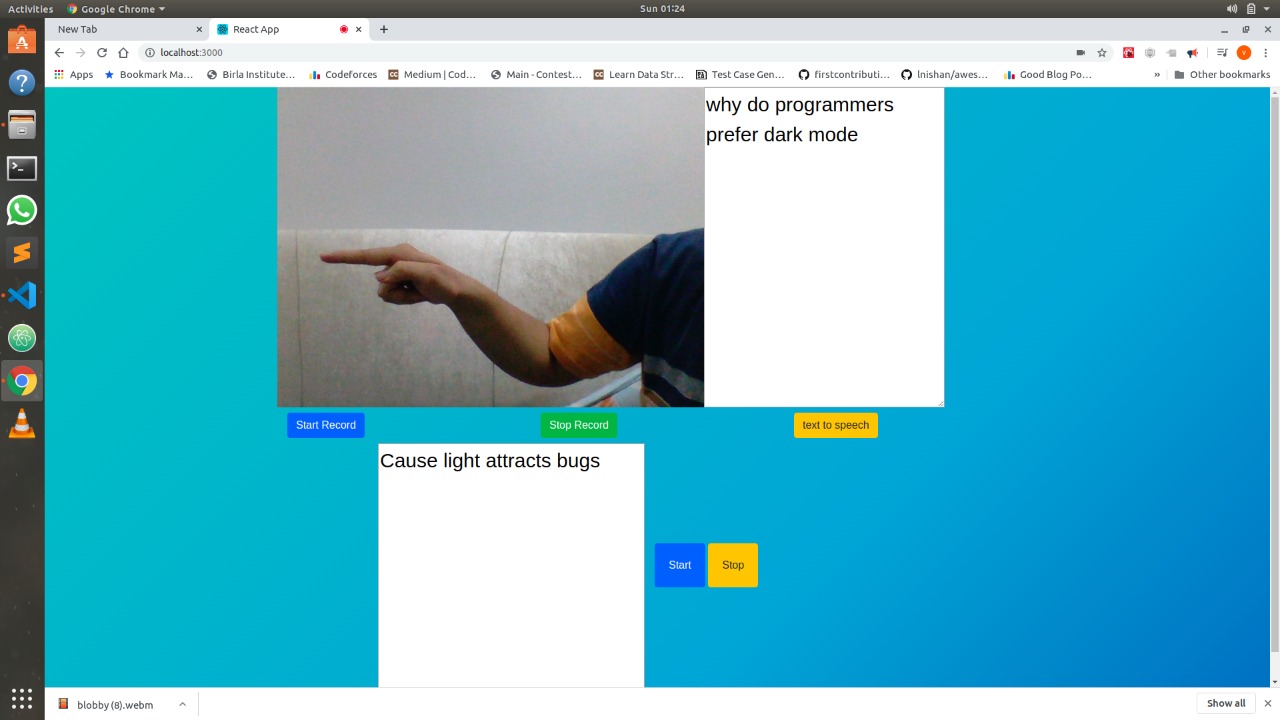 Activities
Google Chrome
Sun 01:24
New Tab
React App
localhost:3000
Apps
Bookmark Ma...
Birla Institute...
Codeforces
Medium | Cod...
Main - Contest...
Learn Data Str...
Test Case Gen...
firstcontributi...
lnishan/awes...
Good Blog Po...
»
Other bookmarks
why do programmers
prefer dark mode
Start Record
Stop Record
text to speech
Cause light attracts bugs
Start
Stop
blobby (8).webm
Show all